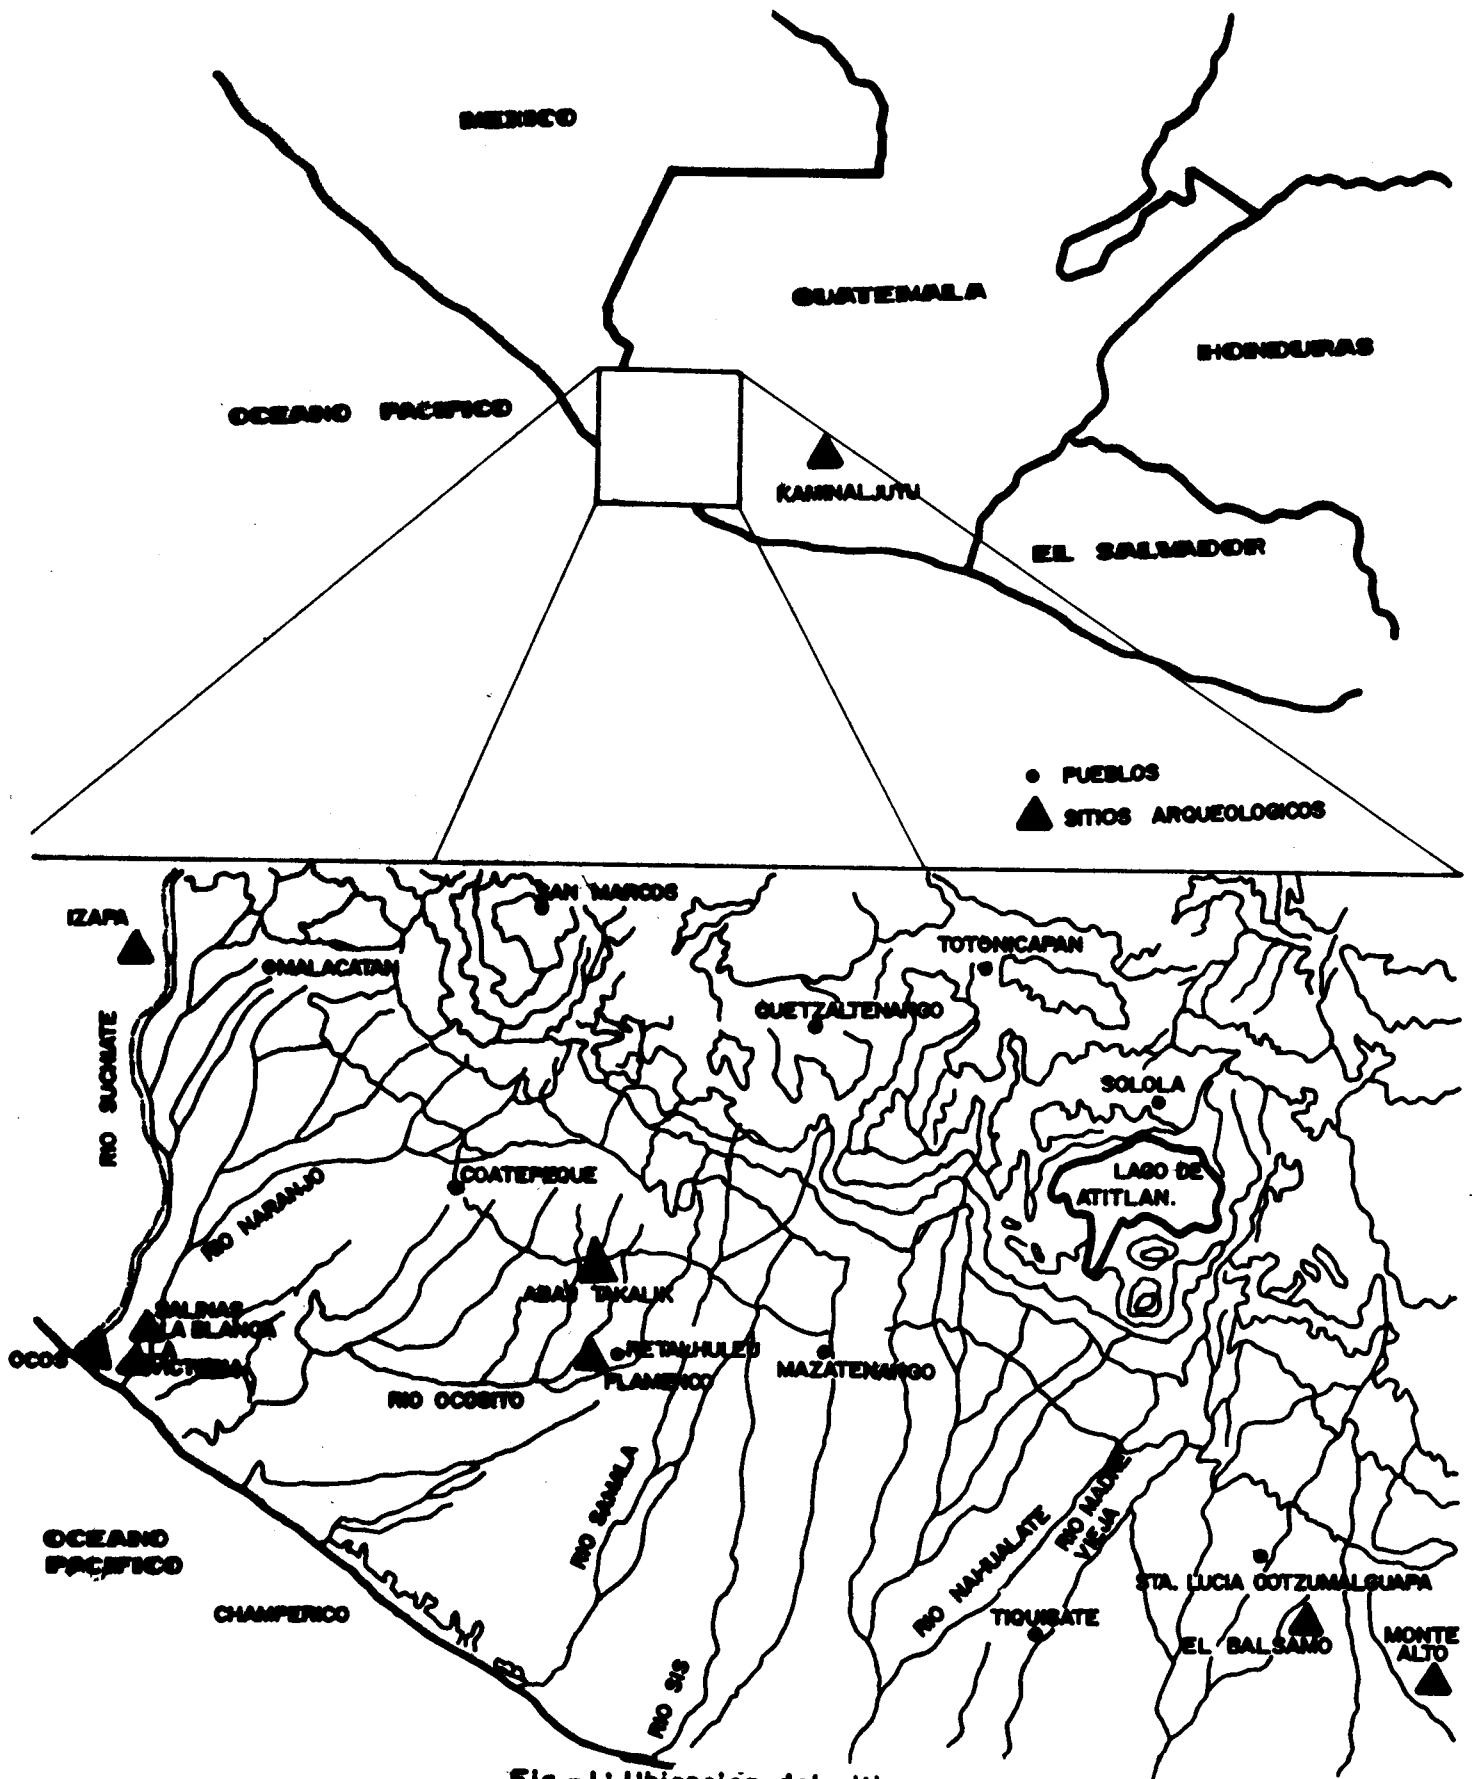 MEXICO
GUATEMALA
HONDURAS
OCEANO PACIFICO
KAMINALJUYU
EL SALVADOR
PUEBLOS
SITIOS ARQUEOLOGICOS
SAN MARCOS
IZAPA
TOTONICAPAN
MALACATAN
QUETZALTENANGO
RIO SUCHIATE
SOLOLA
LAGO DE
ATITLAN.
COATEPEQUE
RIO NARANJO
ABAJ TAKALIK
SALINAS
LA BLANCA
LA
VICTORIA
OCOS
RETALHULEU
FLAMENCO
MAZATENANGO
RIO OCOSITO
RIO SAMALA
RIO NAHUALATE
RIO MADRE
VIEJA
OCEANO
PACIFICO
CHAMPERICO
STA. LUCIA COTZUMALGUAPA
TIQUISATE
EL BALSAMO
MONTE
ALTO
RIO SIS